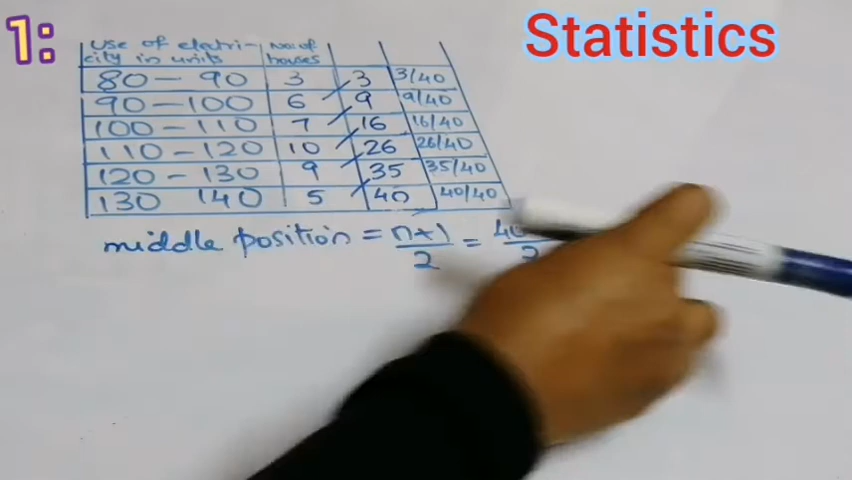 1:
Statistics
Use of electri- No. of
city in units houses
80 - 90 3 3 3/40
90 - 100 6 9 9/40
100 - 110 7 16 16/40
110 - 120 10 26 26/40
120 - 130 9 35 35/40
130 140 5 40 40/40
middle position = n+1/2 =